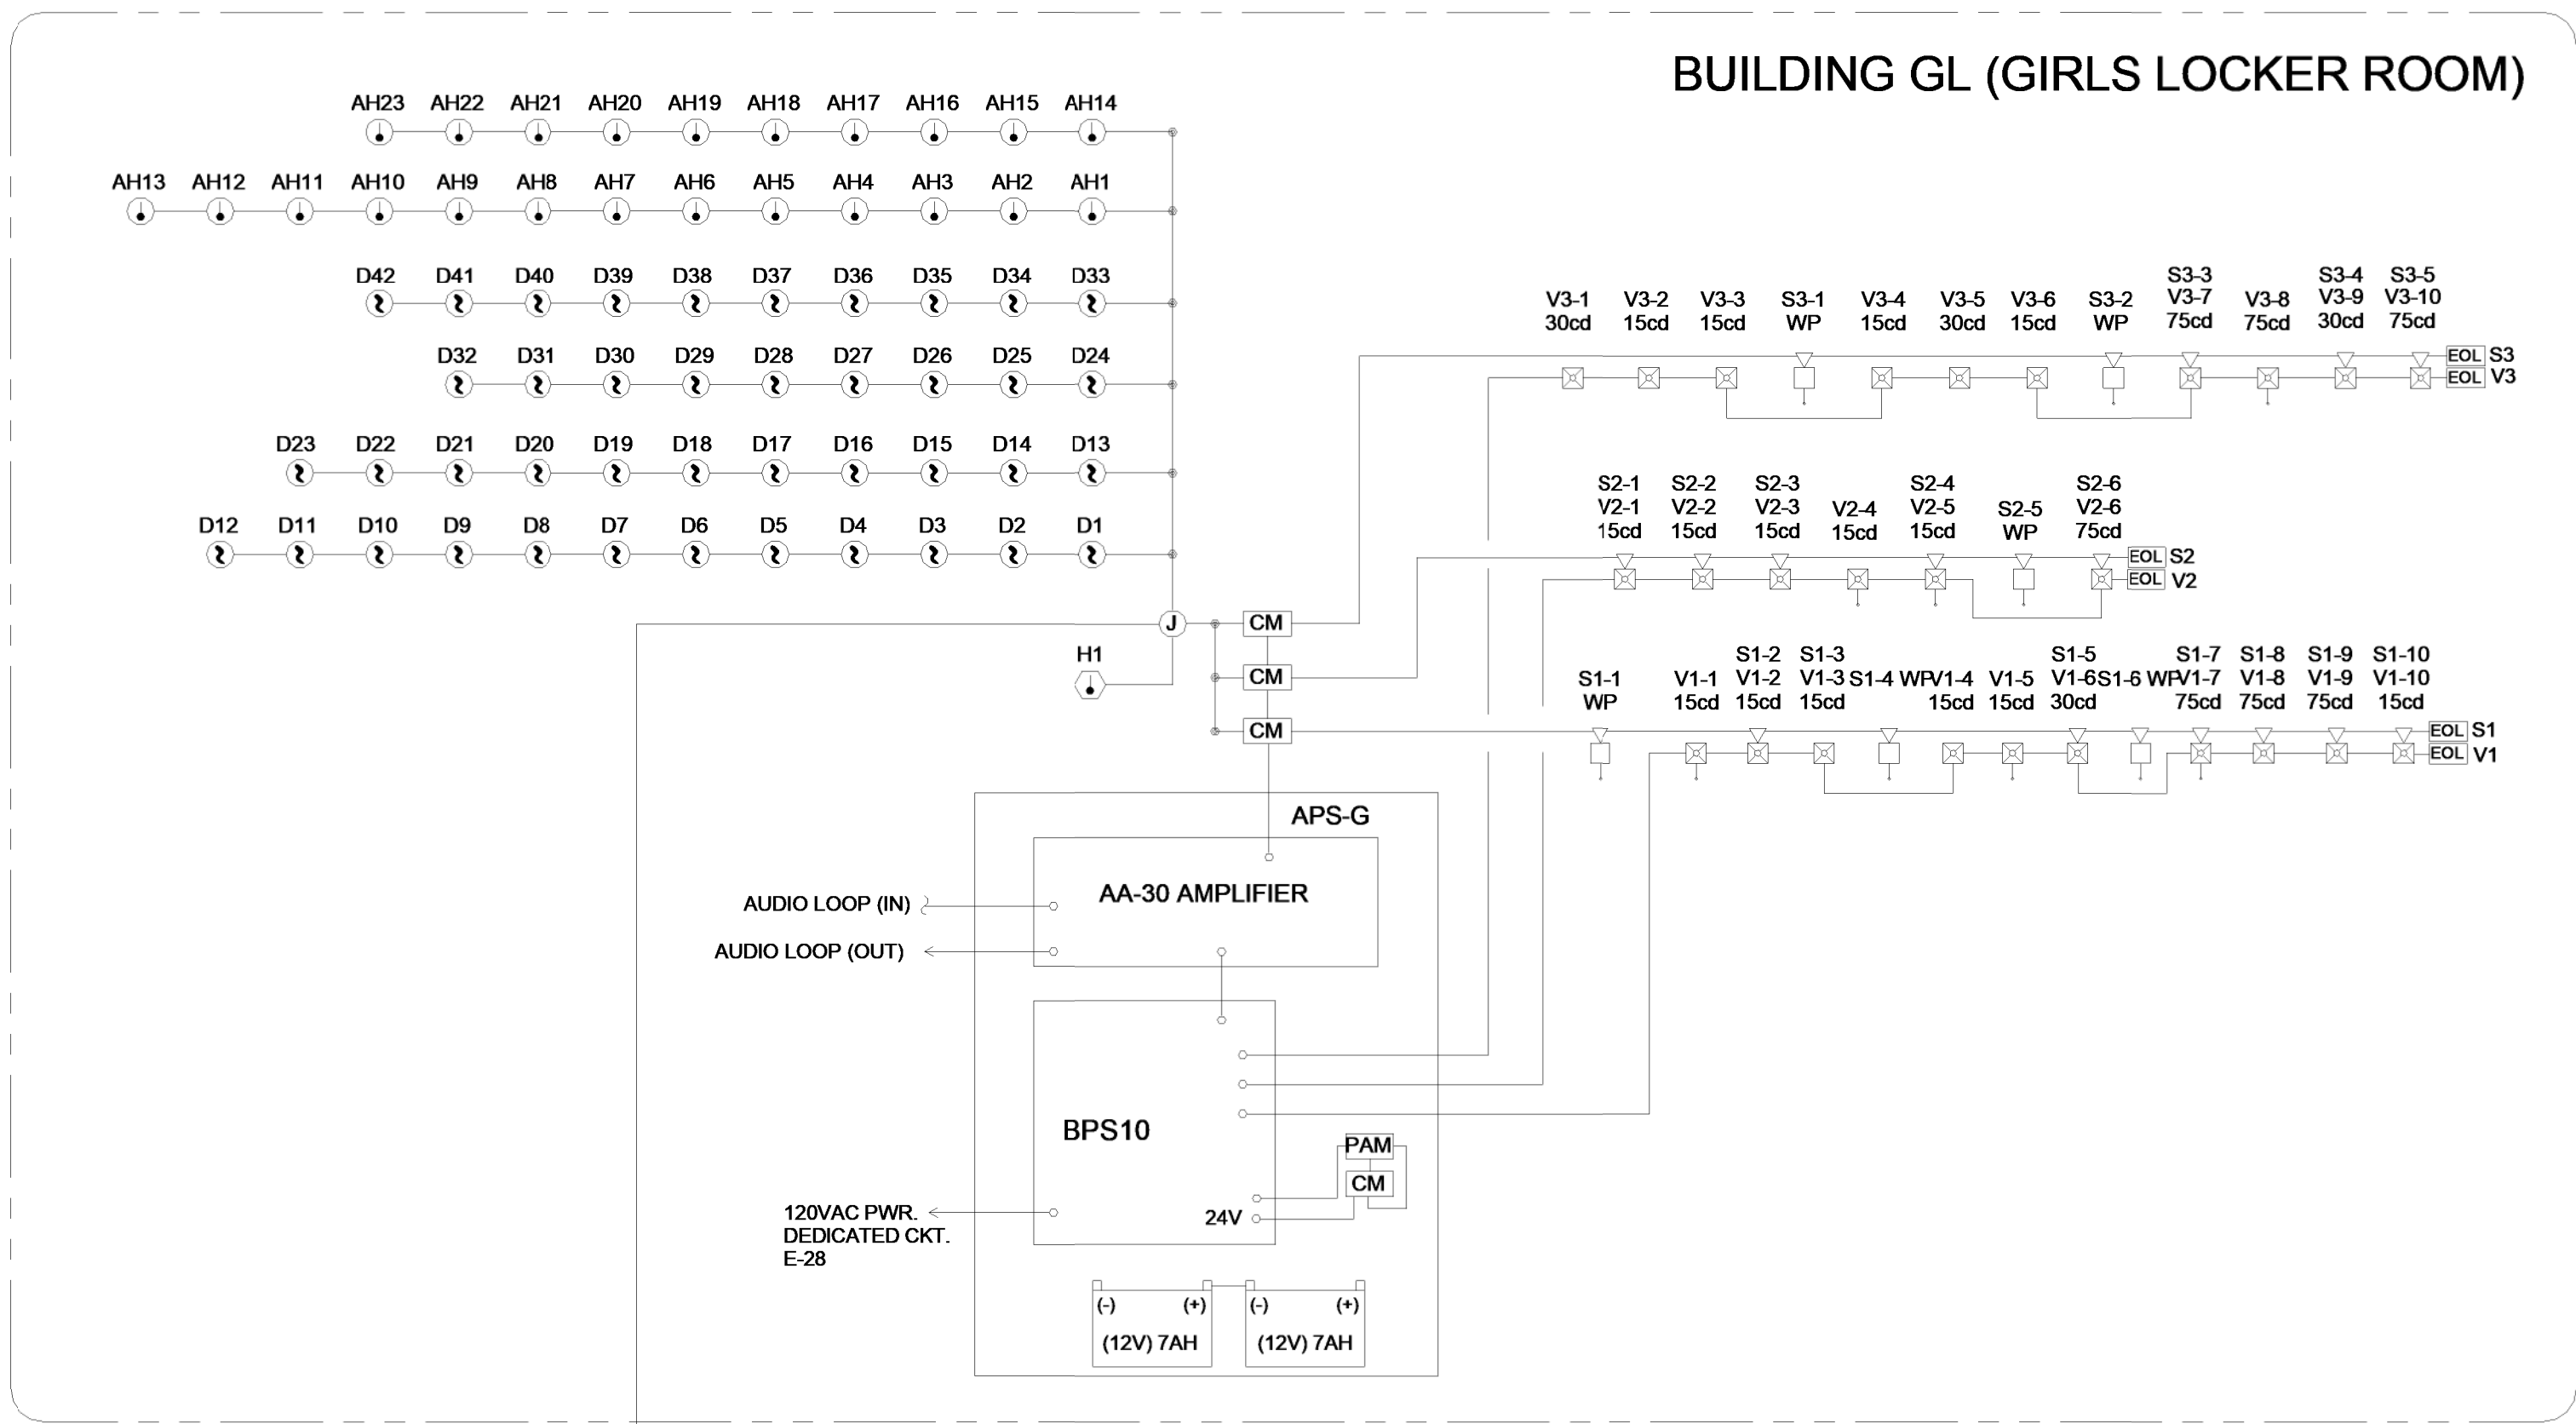 BUILDING GL (GIRLS LOCKER ROOM)
AH23 AH22 AH21 AH20 AH19 AH18 AH17 AH16 AH15 AH14
AH13 AH12 AH11 AH10 AH9 AH8 AH7 AH6 AH5 AH4 AH3 AH2 AH1
D42 D41 D40 D39 D38 D37 D36 D35 D34 D33
D32 D31 D30 D29 D28 D27 D26 D25 D24
D23 D22 D21 D20 D19 D18 D17 D16 D15 D14 D13
D12 D11 D10 D9 D8 D7 D6 D5 D4 D3 D2 D1
J
H1
CM
CM
CM
S3-3 S3-4 S3-5
V3-1 V3-2 V3-3 S3-1 V3-4 V3-5 V3-6 S3-2 V3-7 V3-8 V3-9 V3-10
30cd 15cd 15cd WP 15cd 30cd 15cd WP 75cd 75cd 30cd 75cd
EOL S3
EOL V3
S2-1 S2-2 S2-3 S2-4 S2-6
V2-1 V2-2 V2-3 V2-4 V2-5 S2-5 V2-6
15cd 15cd 15cd 15cd 15cd WP 75cd
EOL S2
EOL V2
S1-2 S1-3 S1-5 S1-7 S1-8 S1-9 S1-10
S1-1 V1-1 V1-2 V1-3 S1-4 WP V1-4 V1-5 V1-6 S1-6 WP V1-7 V1-8 V1-9 V1-10
WP 15cd 15cd 15cd 15cd 15cd 30cd 75cd 75cd 75cd 15cd
EOL S1
EOL V1
APS-G
AA-30 AMPLIFIER
AUDIO LOOP (IN)
AUDIO LOOP (OUT)
BPS10
PAM
CM
24V
120VAC PWR.
DEDICATED CKT.
E-28
(-) (+) (-) (+)
(12V) 7AH (12V) 7AH